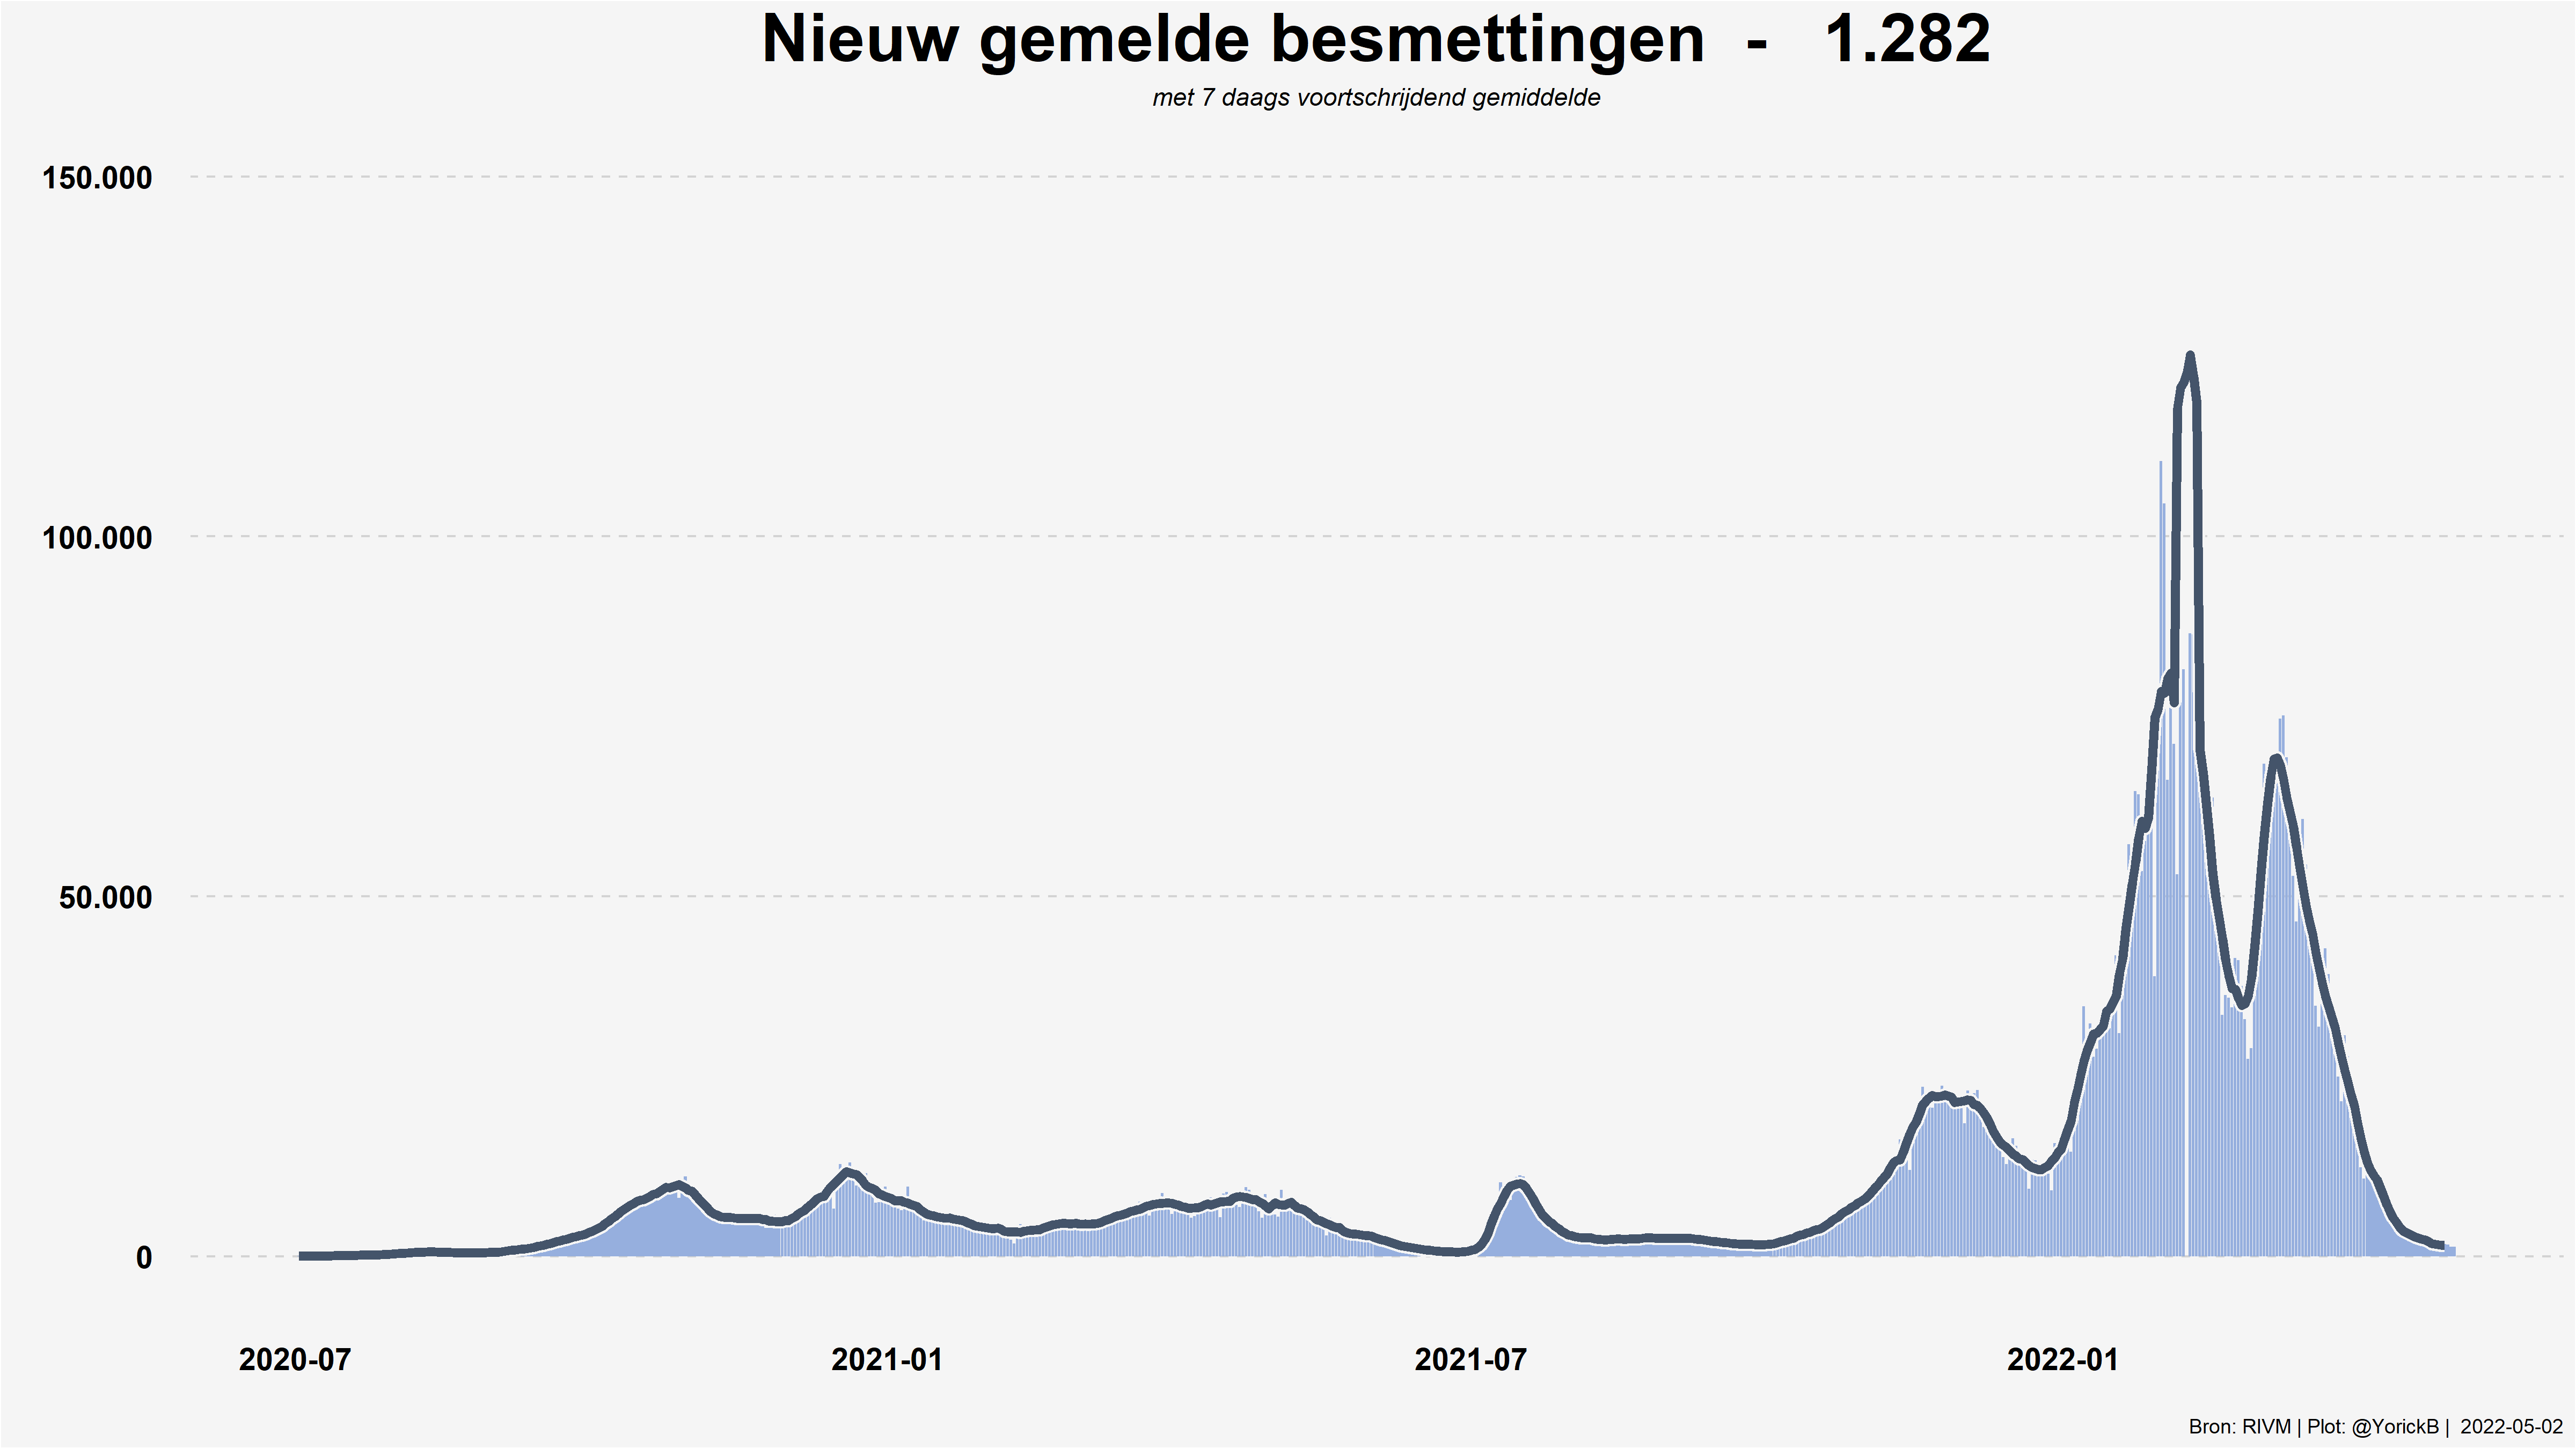 Nieuw gemelde besmettingen - 1.282
met 7 daags voortschrijdend gemiddelde
150.000
100.000
50.000
0
2020-07 2021-01 2021-07 2022-01
Bron: RIVM | Plot: @YorickB | 2022-05-02